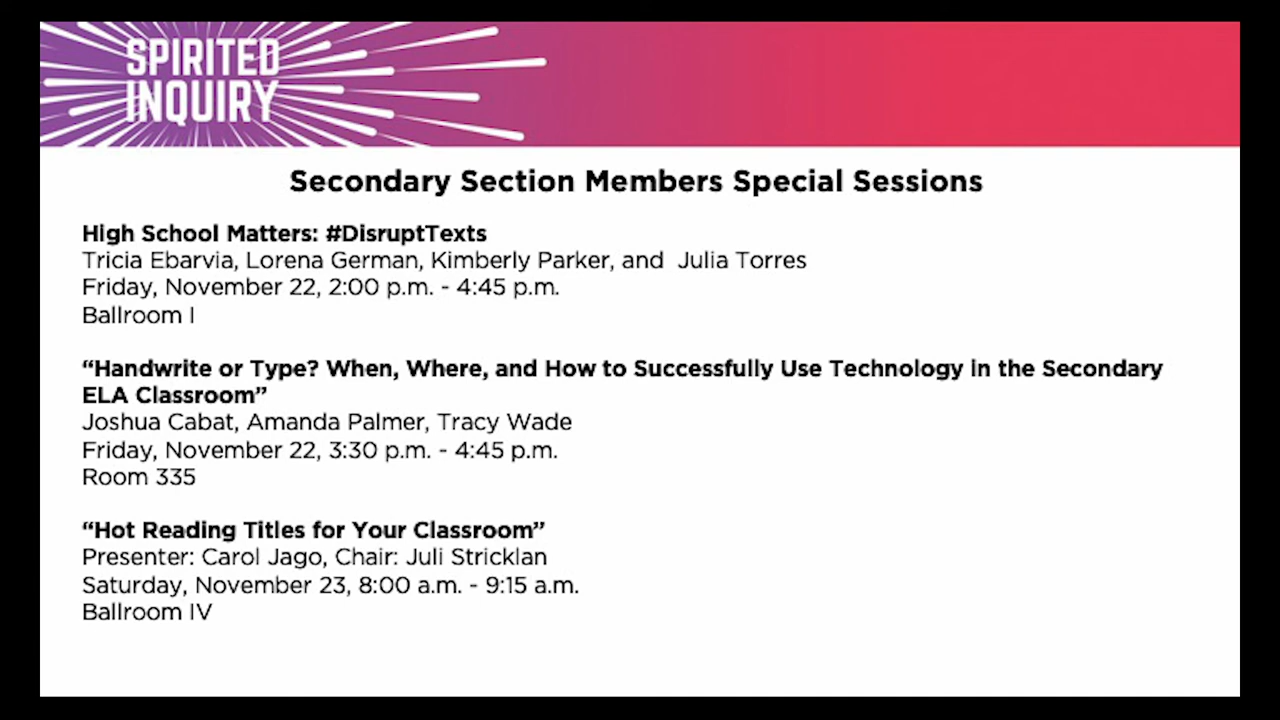 SPIRITED
INQUIRY
Secondary Section Members Special Sessions
High School Matters: #DisruptTexts
Tricia Ebarvia, Lorena German, Kimberly Parker, and  Julia Torres
Friday, November 22, 2:00 p.m. - 4:45 p.m.
Ballroom I
“Handwrite or Type? When, Where, and How to Successfully Use Technology in the Secondary
ELA Classroom”
Joshua Cabat, Amanda Palmer, Tracy Wade
Friday, November 22, 3:30 p.m. - 4:45 p.m.
Room 335
“Hot Reading Titles for Your Classroom”
Presenter: Carol Jago, Chair: Juli Stricklan
Saturday, November 23, 8:00 a.m. - 9:15 a.m.
Ballroom IV